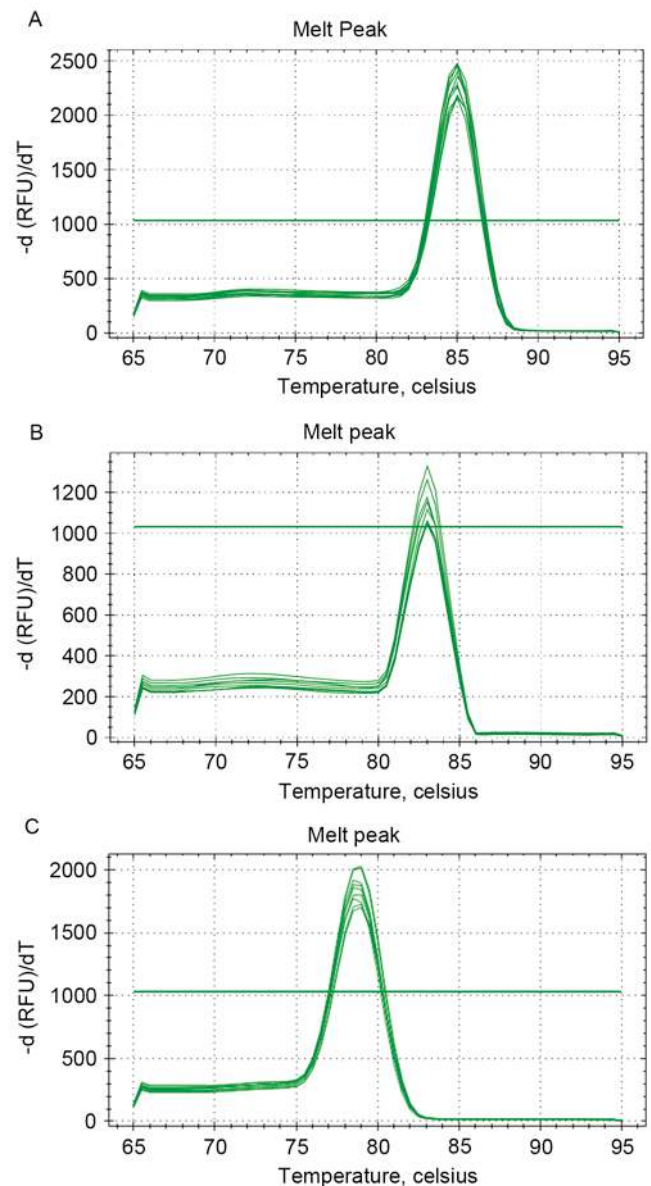 A
Melt Peak
2500
2000
1500
1000
500
0
65 70 75 80 85 90 95
Temperature, celsius
-d (RFU)/dT
B
Melt peak
1200
1000
800
600
400
200
0
65 70 75 80 85 90 95
Temperature, celsius
-d (RFU)/dT
C
Melt peak
2000
1500
1000
500
0
65 70 75 80 85 90 95
Temperature, celsius
-d (RFU)/dT